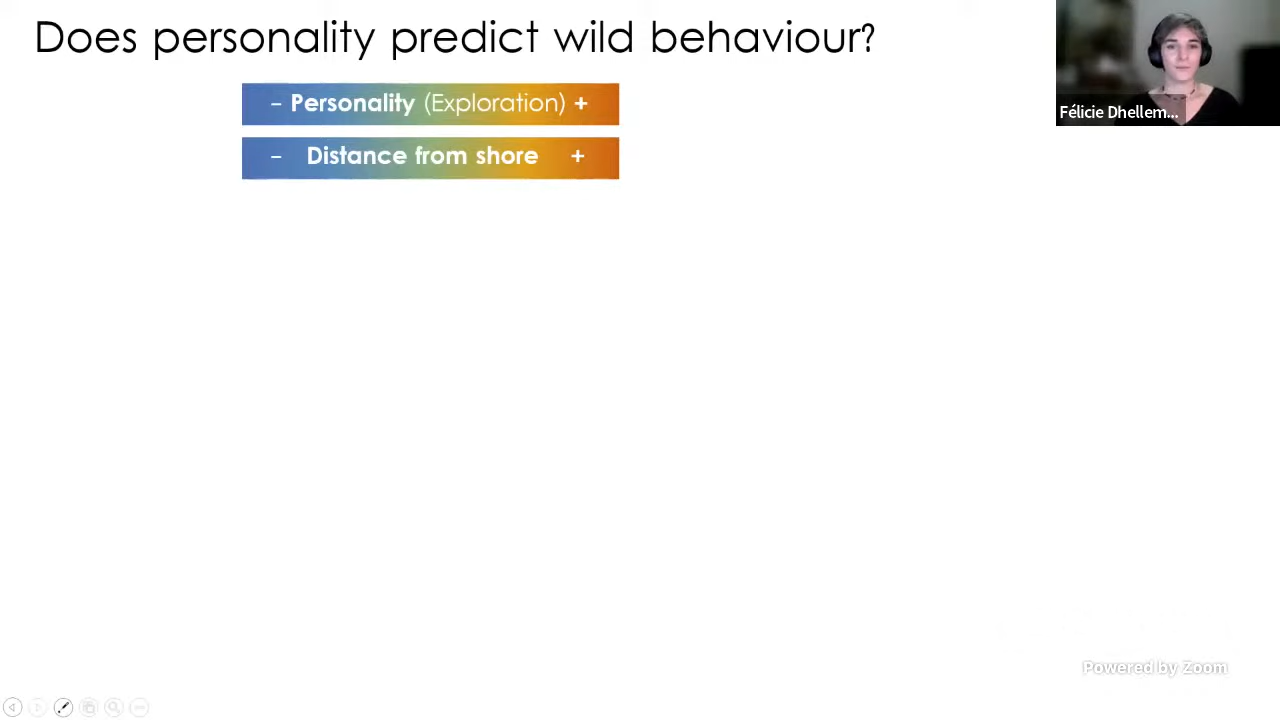 Does personality predict wild behaviour?
– Personality (Exploration) +
– Distance from shore +
Félicie Dhellem...
Powered by Zoom